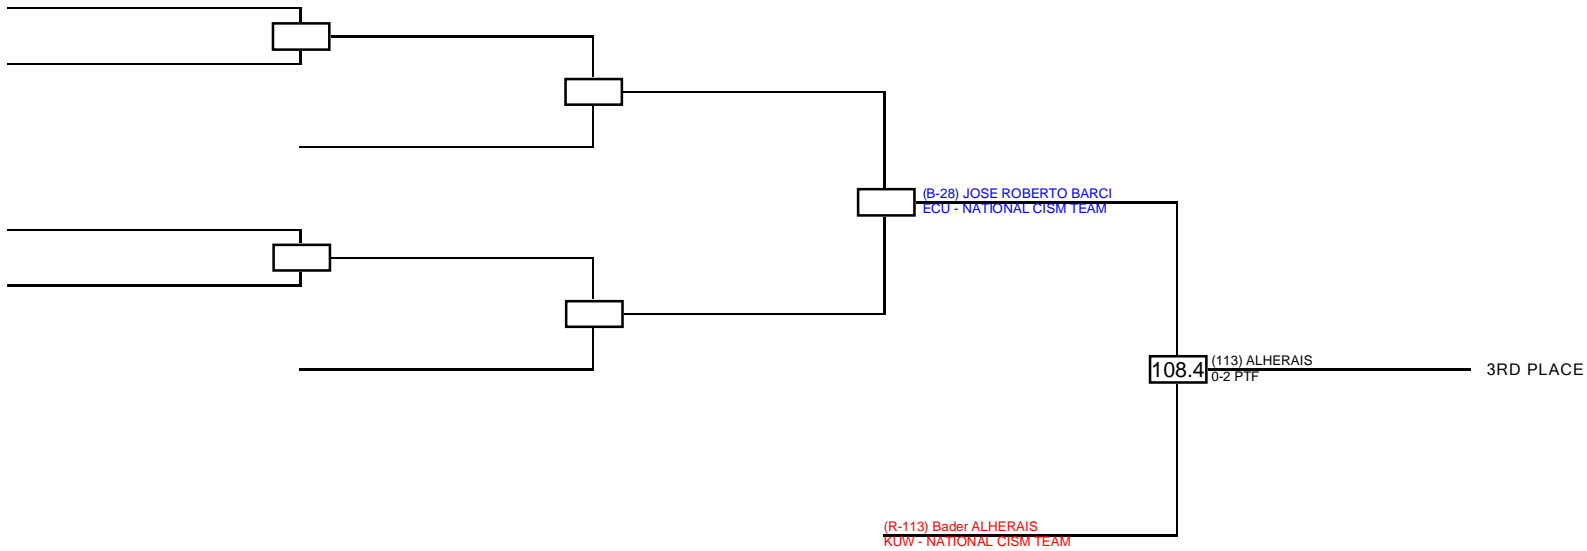 (B-28) JOSE ROBERTO BARCI
ECU - NATIONAL CISM TEAM
108.4
(113) ALHERAIS
0-2 PTF
3RD PLACE
(R-113) Bader ALHERAIS
KUW - NATIONAL CISM TEAM